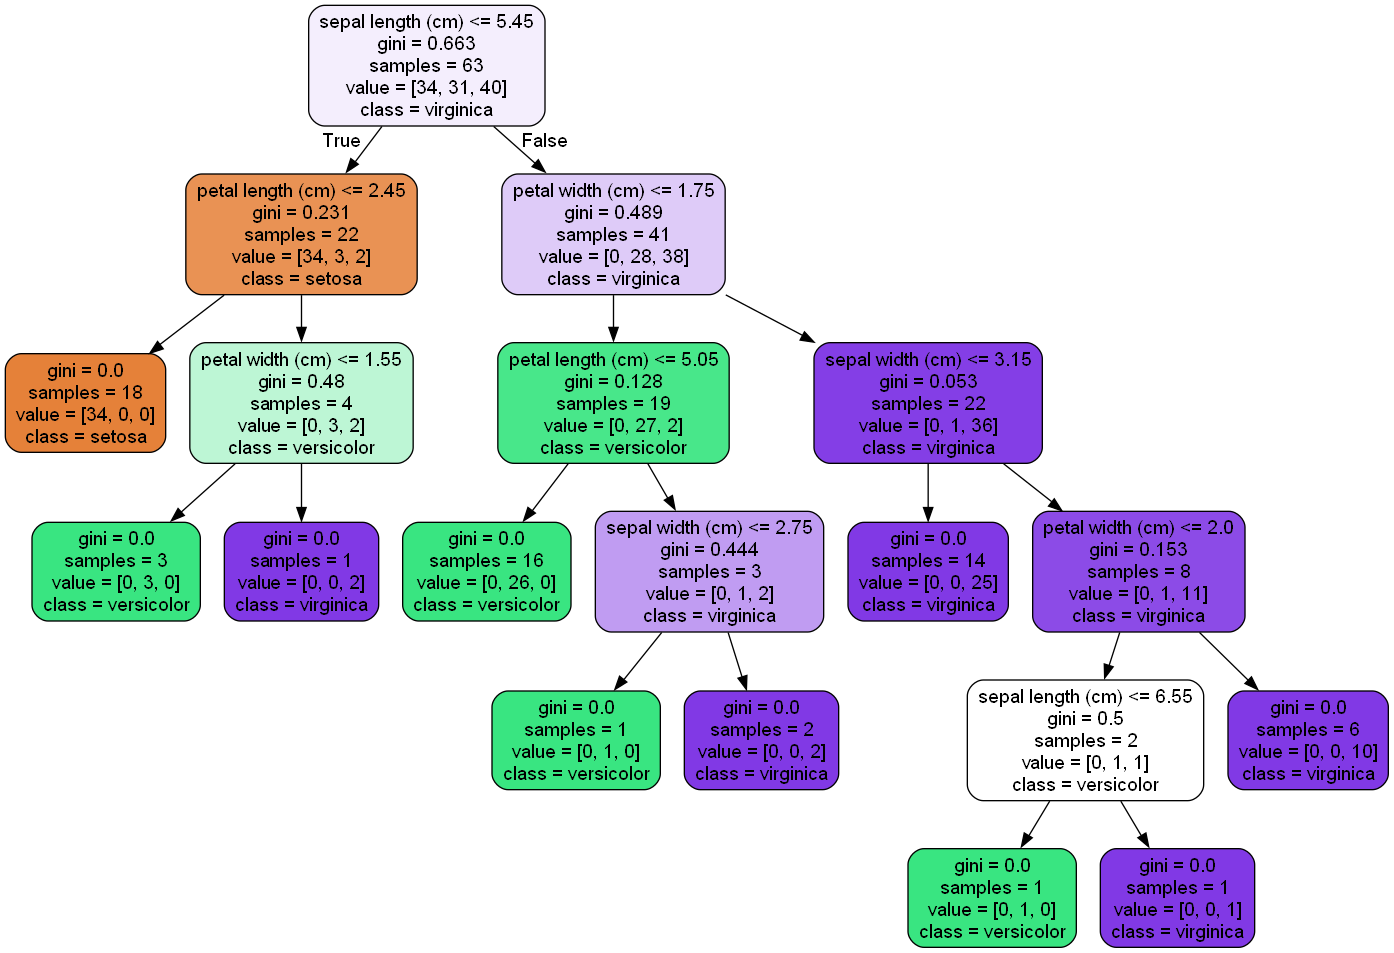 sepal length (cm) <= 5.45
gini = 0.663
samples = 63
value = [34, 31, 40]
class = virginica
True
False
petal length (cm) <= 2.45
gini = 0.231
samples = 22
value = [34, 3, 2]
class = setosa
petal width (cm) <= 1.75
gini = 0.489
samples = 41
value = [0, 28, 38]
class = virginica
gini = 0.0
samples = 18
value = [34, 0, 0]
class = setosa
petal width (cm) <= 1.55
gini = 0.48
samples = 4
value = [0, 3, 2]
class = versicolor
petal length (cm) <= 5.05
gini = 0.128
samples = 19
value = [0, 27, 2]
class = versicolor
sepal width (cm) <= 3.15
gini = 0.053
samples = 22
value = [0, 1, 36]
class = virginica
gini = 0.0
samples = 3
value = [0, 3, 0]
class = versicolor
gini = 0.0
samples = 1
value = [0, 0, 2]
class = virginica
gini = 0.0
samples = 16
value = [0, 26, 0]
class = versicolor
sepal width (cm) <= 2.75
gini = 0.444
samples = 3
value = [0, 1, 2]
class = virginica
gini = 0.0
samples = 14
value = [0, 0, 25]
class = virginica
petal width (cm) <= 2.0
gini = 0.153
samples = 8
value = [0, 1, 11]
class = virginica
gini = 0.0
samples = 1
value = [0, 1, 0]
class = versicolor
gini = 0.0
samples = 2
value = [0, 0, 2]
class = virginica
sepal length (cm) <= 6.55
gini = 0.5
samples = 2
value = [0, 1, 1]
class = versicolor
gini = 0.0
samples = 6
value = [0, 0, 10]
class = virginica
gini = 0.0
samples = 1
value = [0, 1, 0]
class = versicolor
gini = 0.0
samples = 1
value = [0, 0, 1]
class = virginica